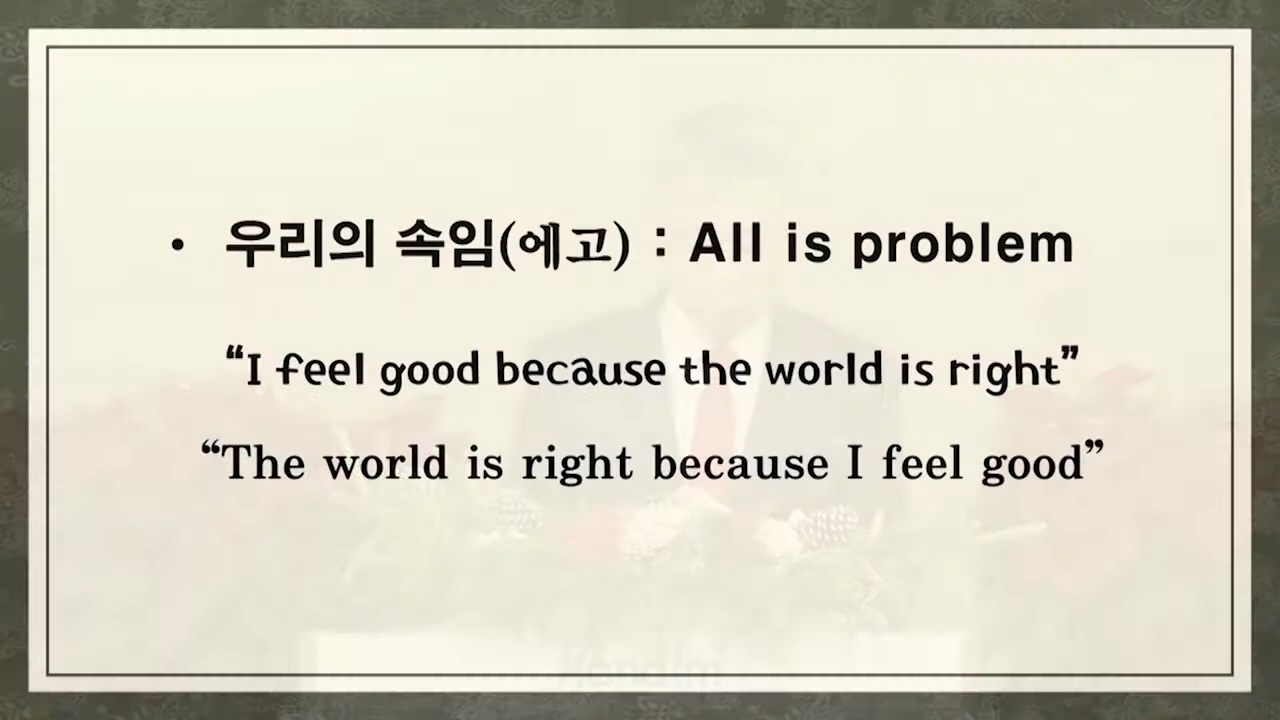 • 우리의 속임(에고) : All is problem
“I feel good because the world is right”
“The world is right because I feel good”